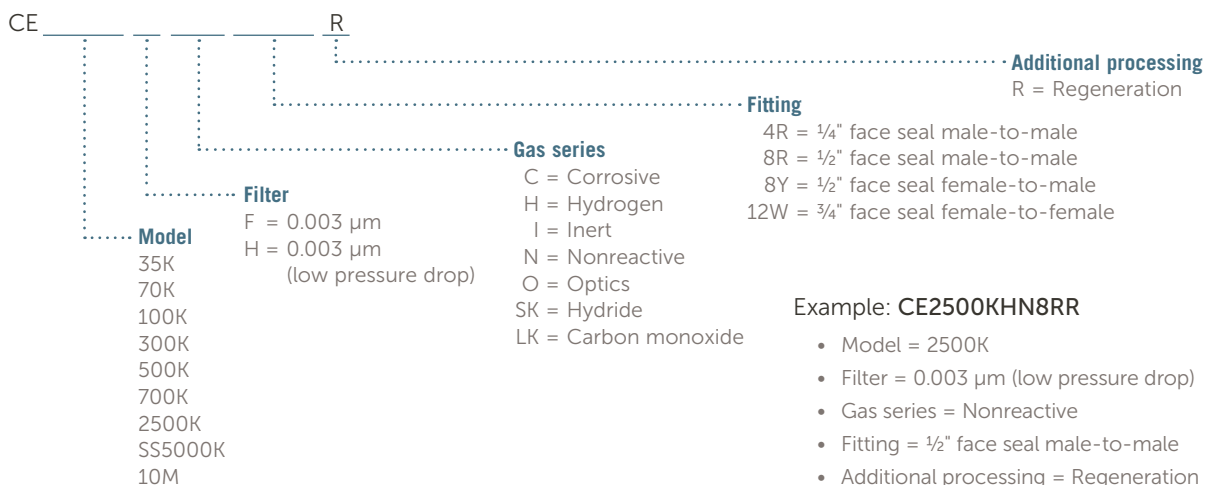 CE R
Additional processing
R = Regeneration
Fitting
4R = ¼" face seal male-to-male
8R = ½" face seal male-to-male
8Y = ½" face seal female-to-male
12W = ¾" face seal female-to-female
Gas series
C = Corrosive
H = Hydrogen
I = Inert
N = Nonreactive
O = Optics
SK = Hydride
LK = Carbon monoxide
Filter
F = 0.003 µm
H = 0.003 µm
(low pressure drop)
Model
35K
70K
100K
300K
500K
700K
2500K
SS5000K
10M
Example: CE2500KHN8RR
• Model = 2500K
• Filter = 0.003 µm (low pressure drop)
• Gas series = Nonreactive
• Fitting = ½" face seal male-to-male
• Additional processing = Regeneration